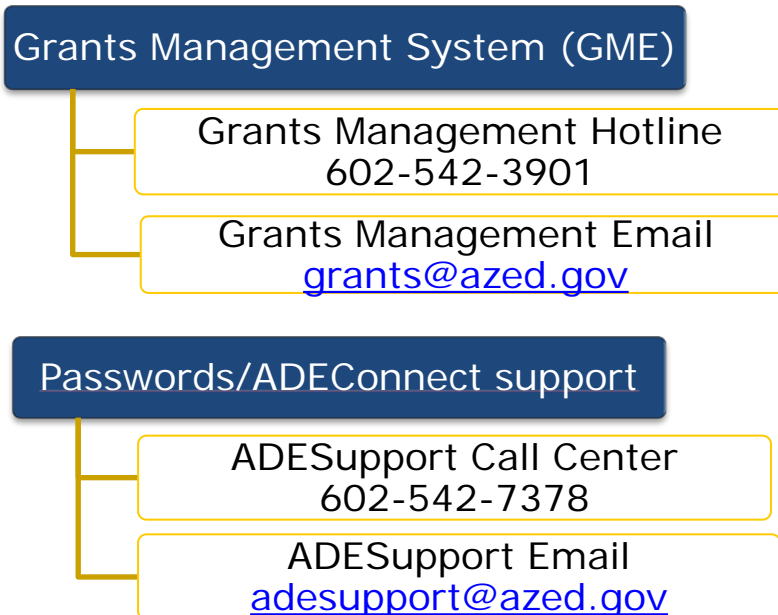 Grants Management System (GME)
Grants Management Hotline
602-542-3901
Grants Management Email
grants@azed.gov
Passwords/ADEConnect support
ADESupport Call Center
602-542-7378
ADESupport Email
adesupport@azed.gov